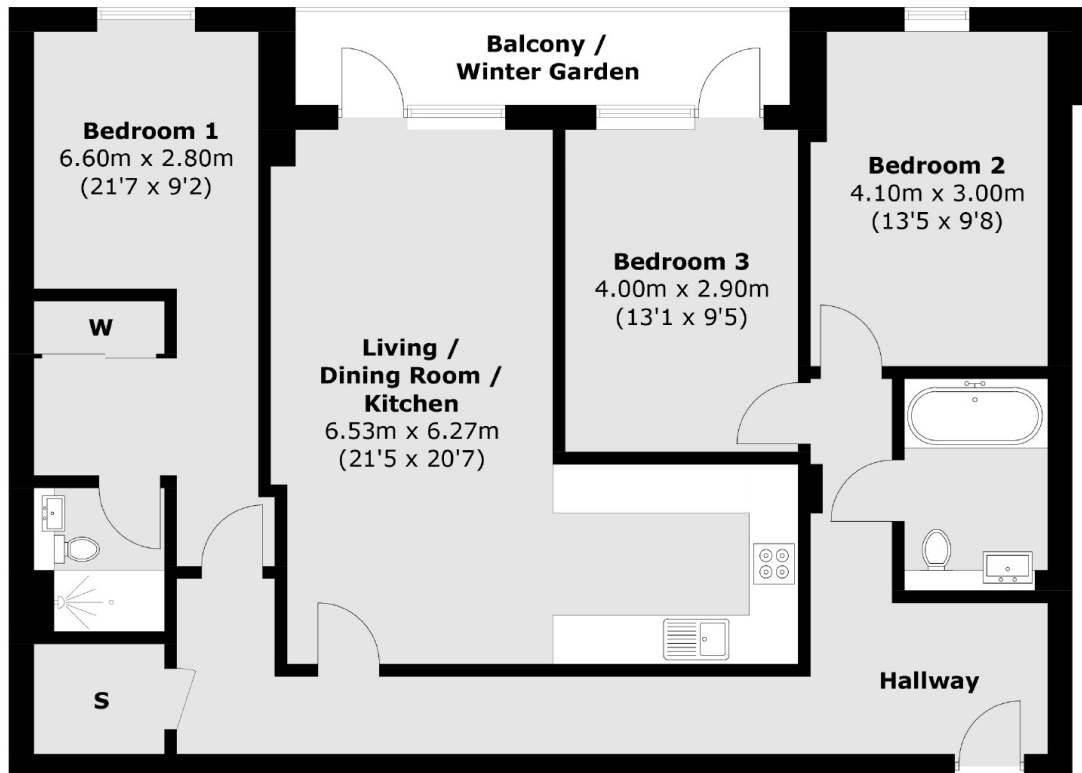 Balcony /
Winter Garden
Bedroom 1
6.60m x 2.80m
(21'7 x 9'2)
Bedroom 2
4.10m x 3.00m
(13'5 x 9'8)
Bedroom 3
4.00m x 2.90m
(13'1 x 9'5)
W
Living /
Dining Room /
Kitchen
6.53m x 6.27m
(21'5 x 20'7)
S
Hallway